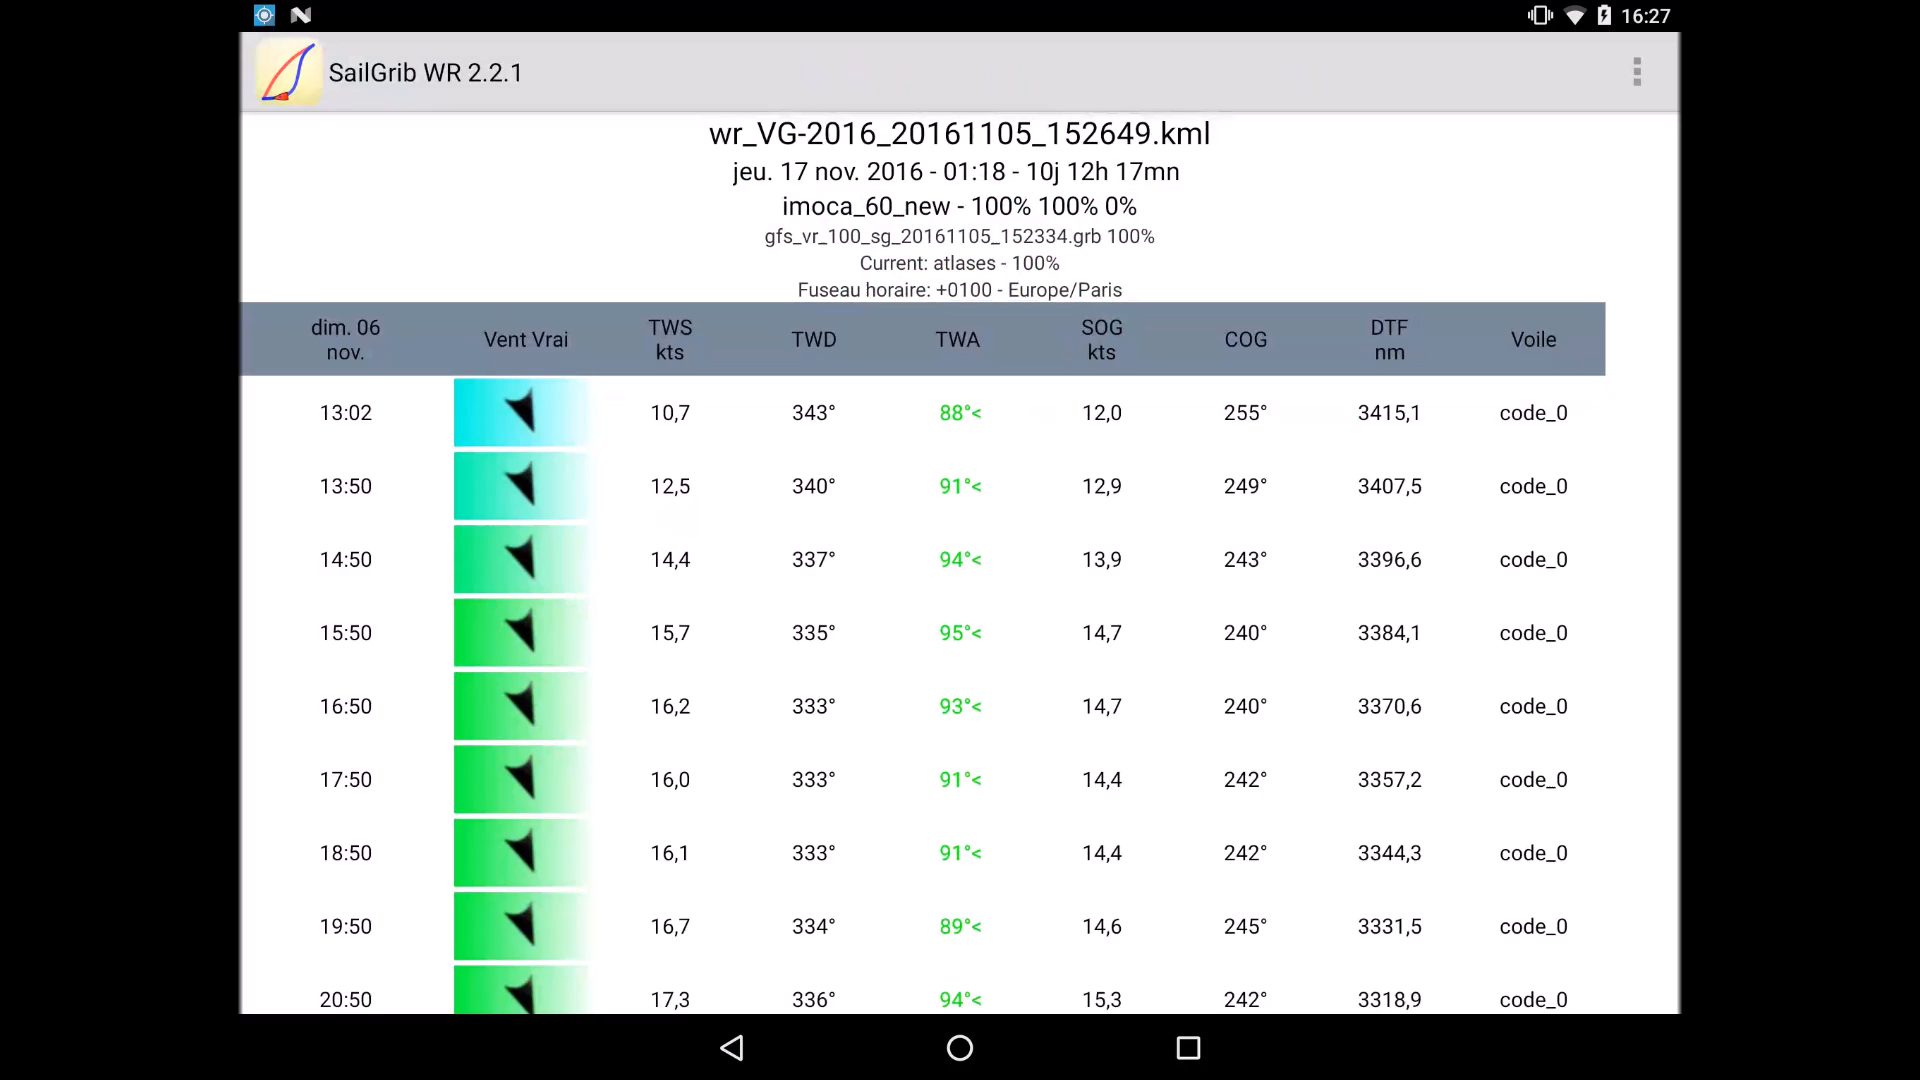 16:27
SailGrib WR 2.2.1
wr_VG-2016_20161105_152649.kml
jeu. 17 nov. 2016 - 01:18 - 10j 12h 17mn
imoca_60_new - 100% 100% 0%
gfs_vr_100_sg_20161105_152334.grb 100%
Current: atlases - 100%
Fuseau horaire: +0100 - Europe/Paris
dim. 06 nov. Vent Vrai TWS kts TWD TWA SOG kts COG DTF nm Voile
13:02 10,7 343° 88°< 12,0 255° 3415,1 code_0
13:50 12,5 340° 91°< 12,9 249° 3407,5 code_0
14:50 14,4 337° 94°< 13,9 243° 3396,6 code_0
15:50 15,7 335° 95°< 14,7 240° 3384,1 code_0
16:50 16,2 333° 93°< 14,7 240° 3370,6 code_0
17:50 16,0 333° 91°< 14,4 242° 3357,2 code_0
18:50 16,1 333° 91°< 14,4 242° 3344,3 code_0
19:50 16,7 334° 89°< 14,6 245° 3331,5 code_0
20:50 17,3 336° 94°< 15,3 242° 3318,9 code_0